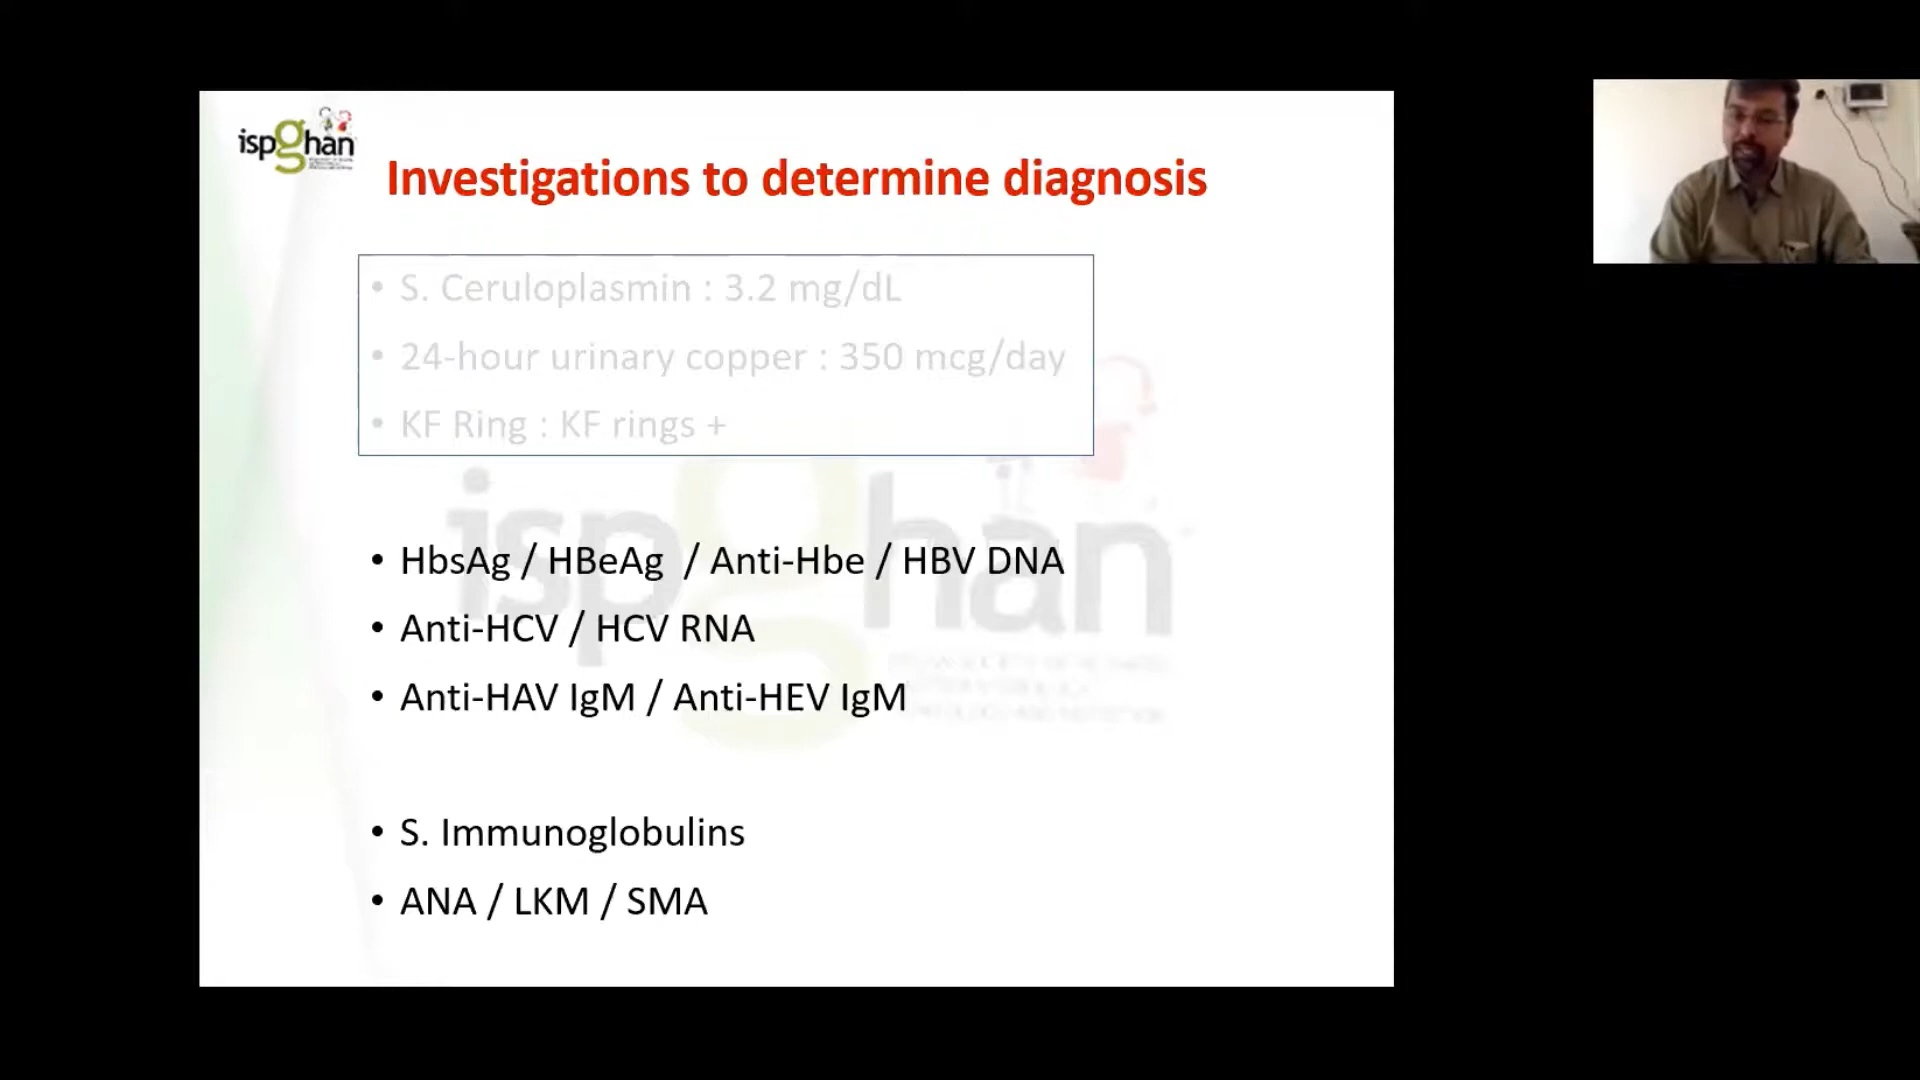 ispghan
Investigations to determine diagnosis
• S. Ceruloplasmin : 3.2 mg/dL
• 24-hour urinary copper : 350 mcg/day
• KF Ring : KF rings +
ispghan
• HbsAg / HBeAg / Anti-Hbe / HBV DNA
• Anti-HCV / HCV RNA
• Anti-HAV IgM / Anti-HEV IgM
• S. Immunoglobulins
• ANA / LKM / SMA